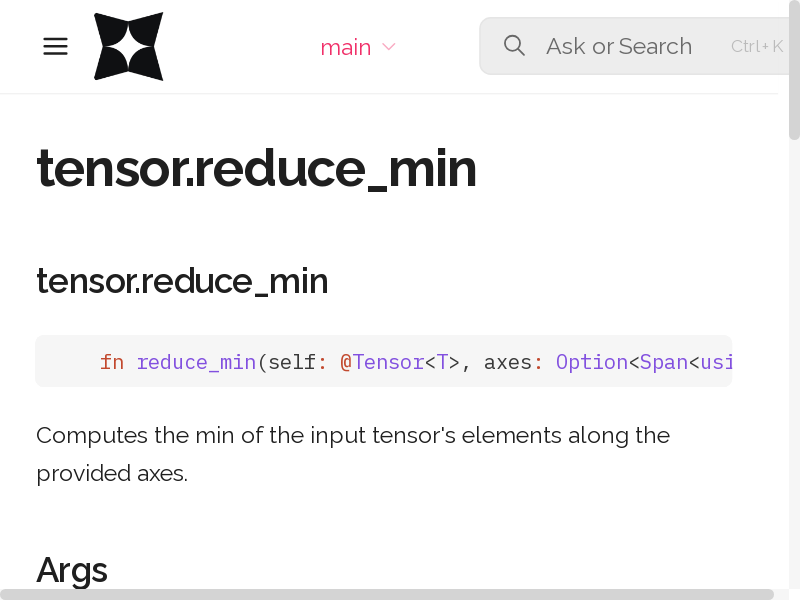 main
Ask or Search
Ctrl+K
tensor.reduce_min
tensor.reduce_min
fn reduce_min(self: @Tensor<T>, axes: Option<Span<usi
Computes the min of the input tensor's elements along the
provided axes.
Args